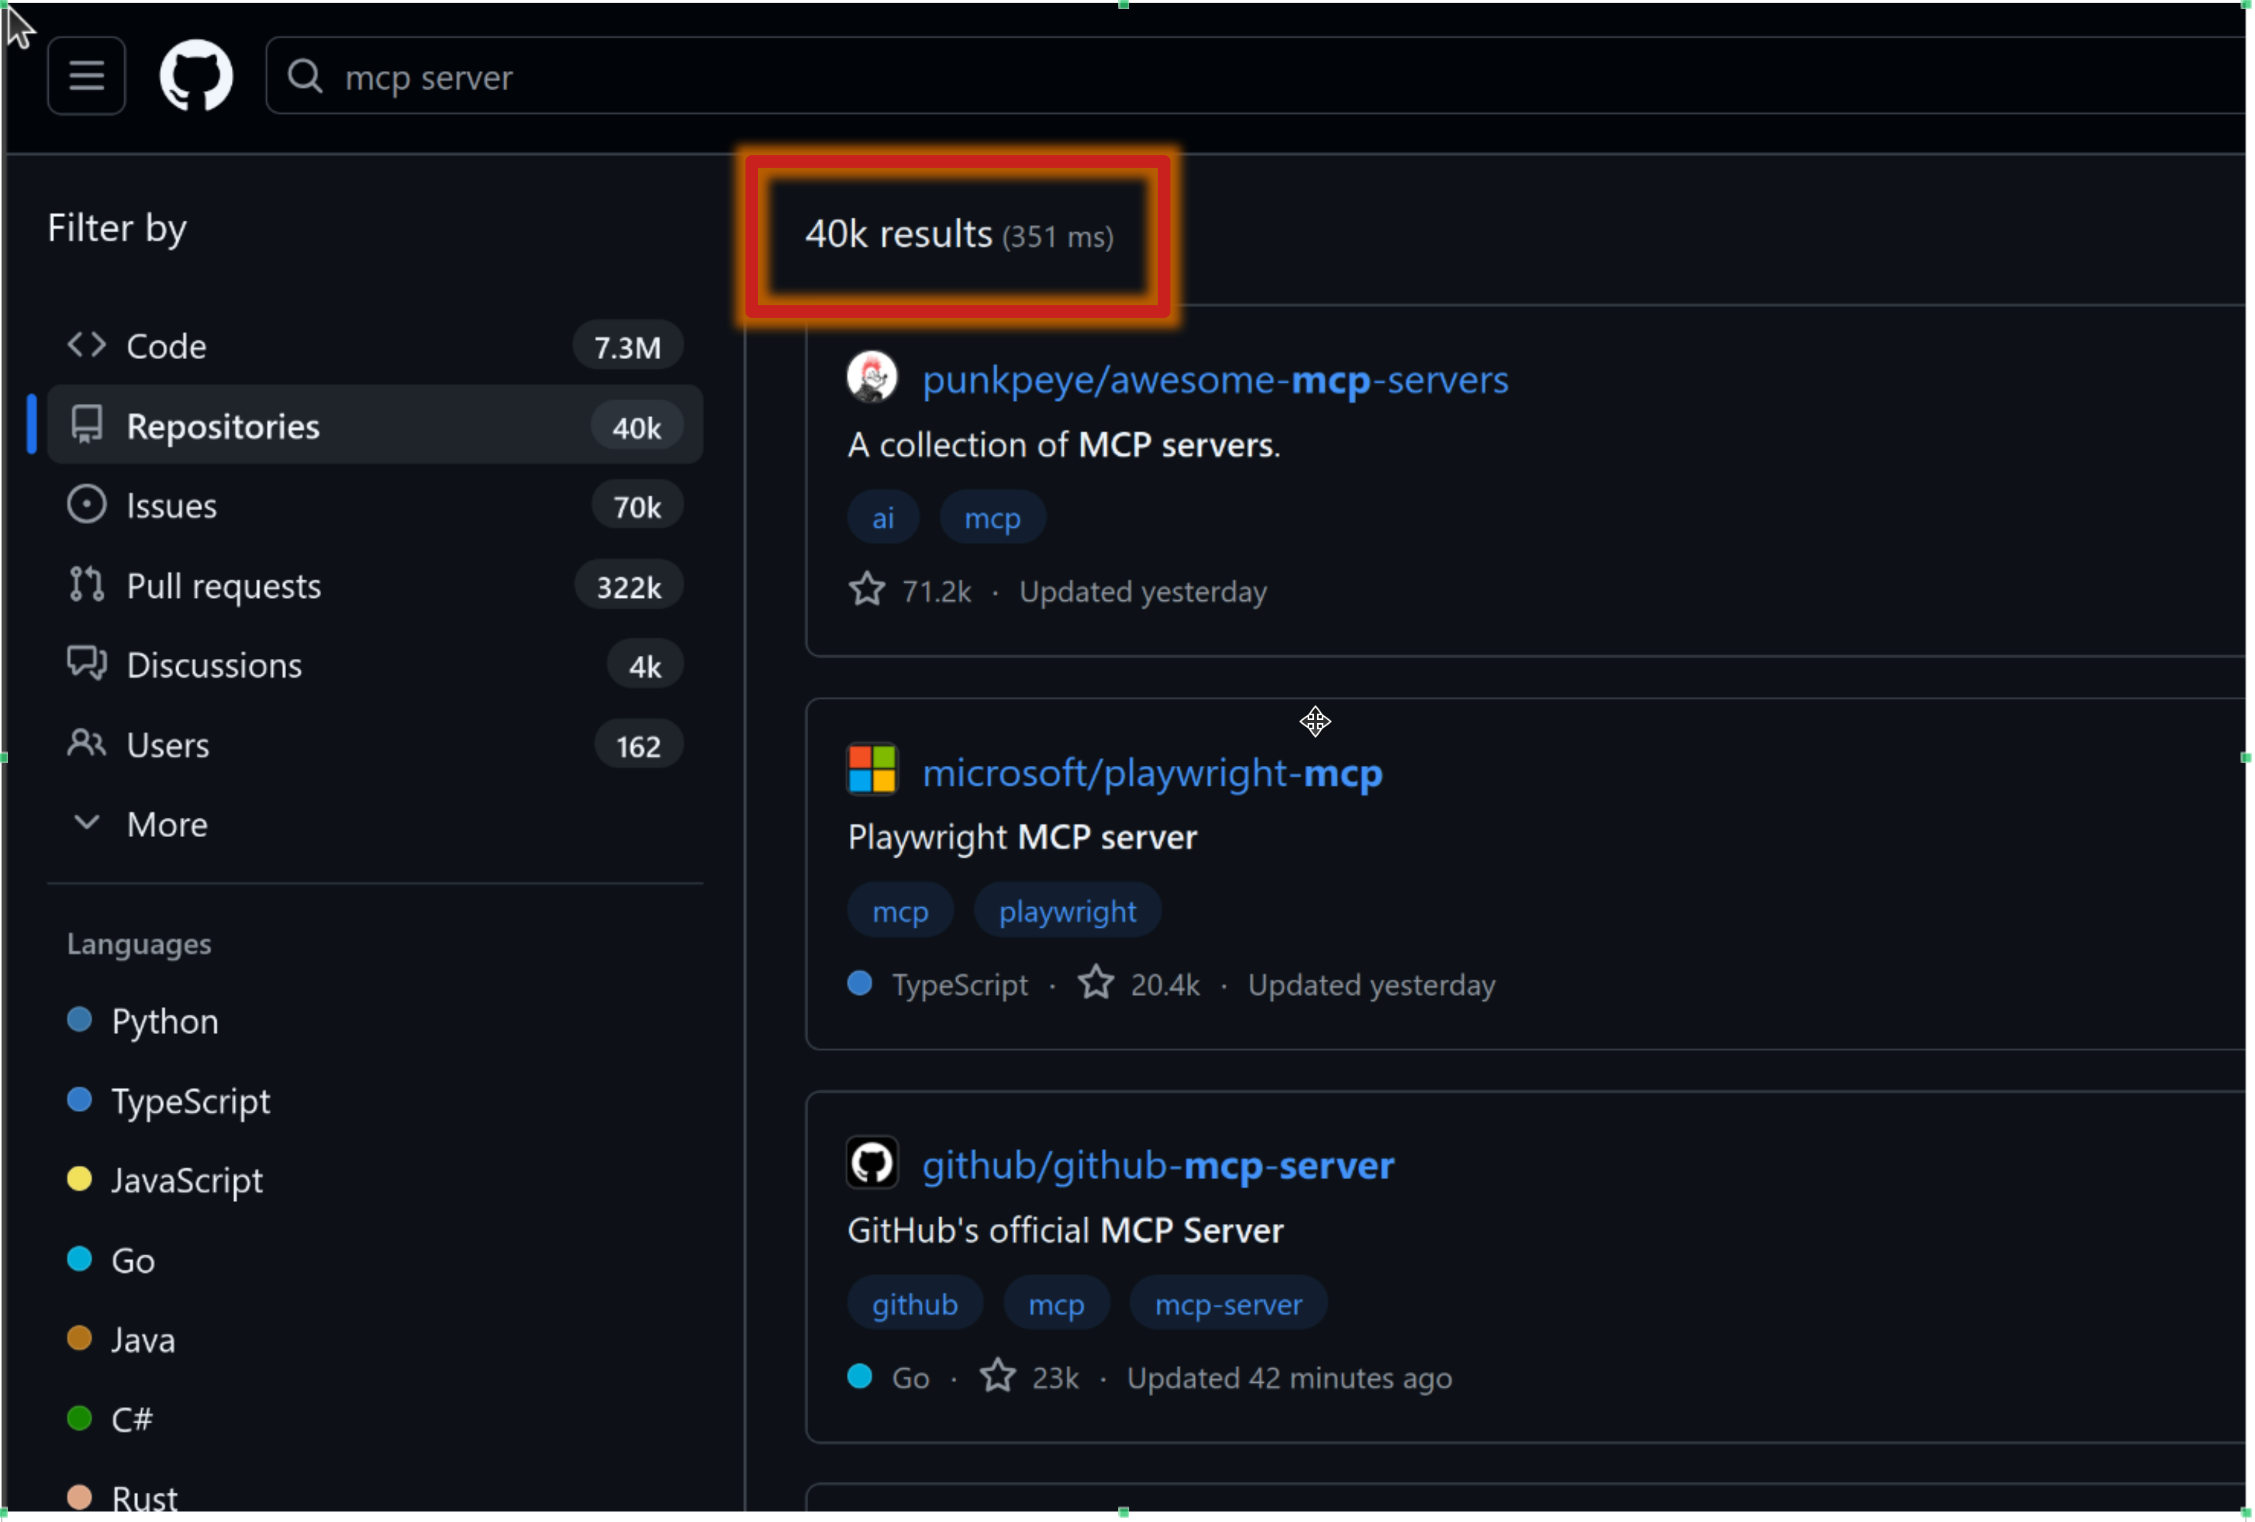 mcp server
Filter by
Code 7.3M
Repositories 40k
Issues 70k
Pull requests 322k
Discussions 4k
Users 162
More
Languages
Python
TypeScript
JavaScript
Go
Java
C#
Rust
40k results (351 ms)
punkpeye/awesome-mcp-servers
A collection of MCP servers.
ai mcp
71.2k · Updated yesterday
microsoft/playwright-mcp
Playwright MCP server
mcp playwright
TypeScript · 20.4k · Updated yesterday
github/github-mcp-server
GitHub's official MCP Server
github mcp mcp-server
Go · 23k · Updated 42 minutes ago